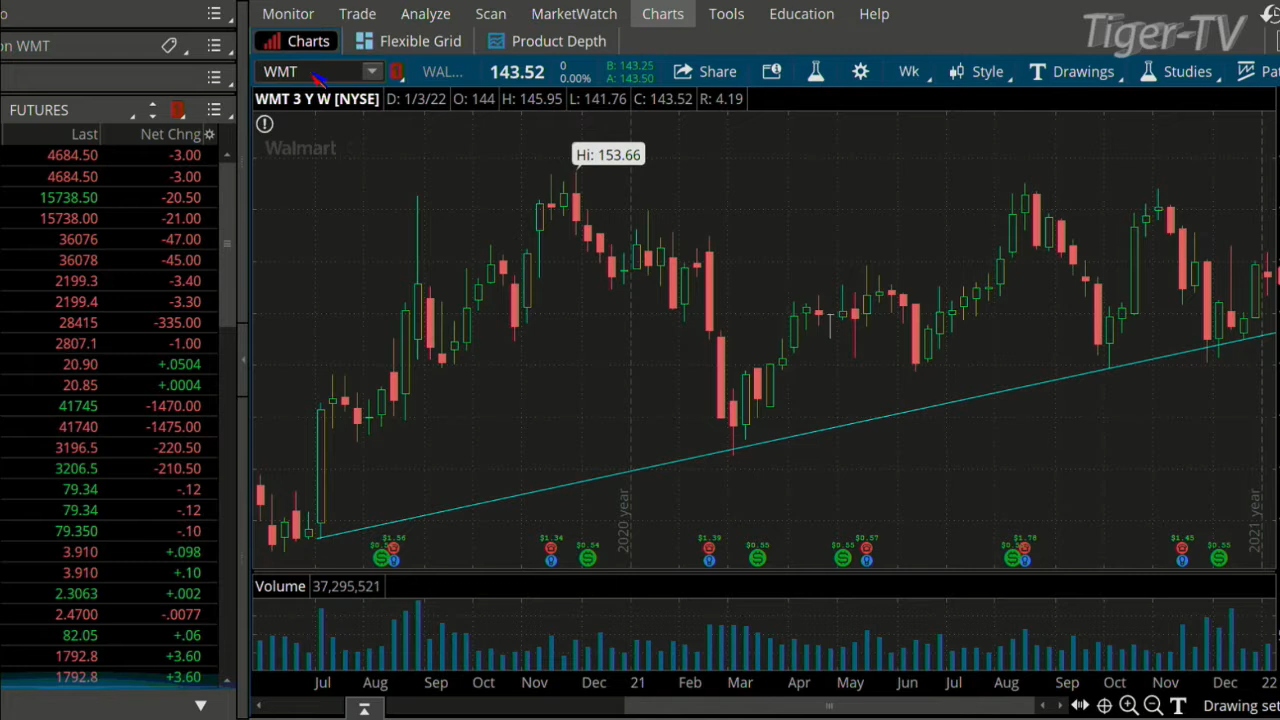 Monitor Trade Analyze Scan MarketWatch Charts Tools Education Help
Tiger-TV
on WMT
Charts Flexible Grid Product Depth
WMT WAL... 143.52 0 0.00% B: 143.25 A: 143.50 Share Wk Style Drawings Studies Pat
WMT 3 Y W [NYSE] D: 1/3/22 O: 144 H: 145.95 L: 141.76 C: 143.52 R: 4.19
FUTURES
Last Net Chng
4684.50 -3.00
4684.50 -3.00
15738.50 -20.50
15738.00 -21.00
36076 -47.00
36078 -45.00
2199.3 -3.40
2199.4 -3.30
28415 -335.00
2807.1 -1.00
20.90 +.0504
20.85 +.0004
41745 -1470.00
41740 -1475.00
3196.5 -220.50
3206.5 -210.50
79.34 -.12
79.34 -.12
79.350 -.10
3.910 +.098
3.910 +.10
2.3063 +.002
2.4700 -.0077
82.05 +.06
1792.8 +3.60
1792.8 +3.60
Walmart
Hi: 153.66
2020 year
2021 year
$1.56 $1.34 $0.54 $1.39 $0.55 $0.55 $0.57 $1.78 $1.45 $0.55
Volume 37,295,521
Jul Aug Sep Oct Nov Dec 21 Feb Mar Apr May Jun Jul Aug Sep Oct Nov Dec 22
Drawing set